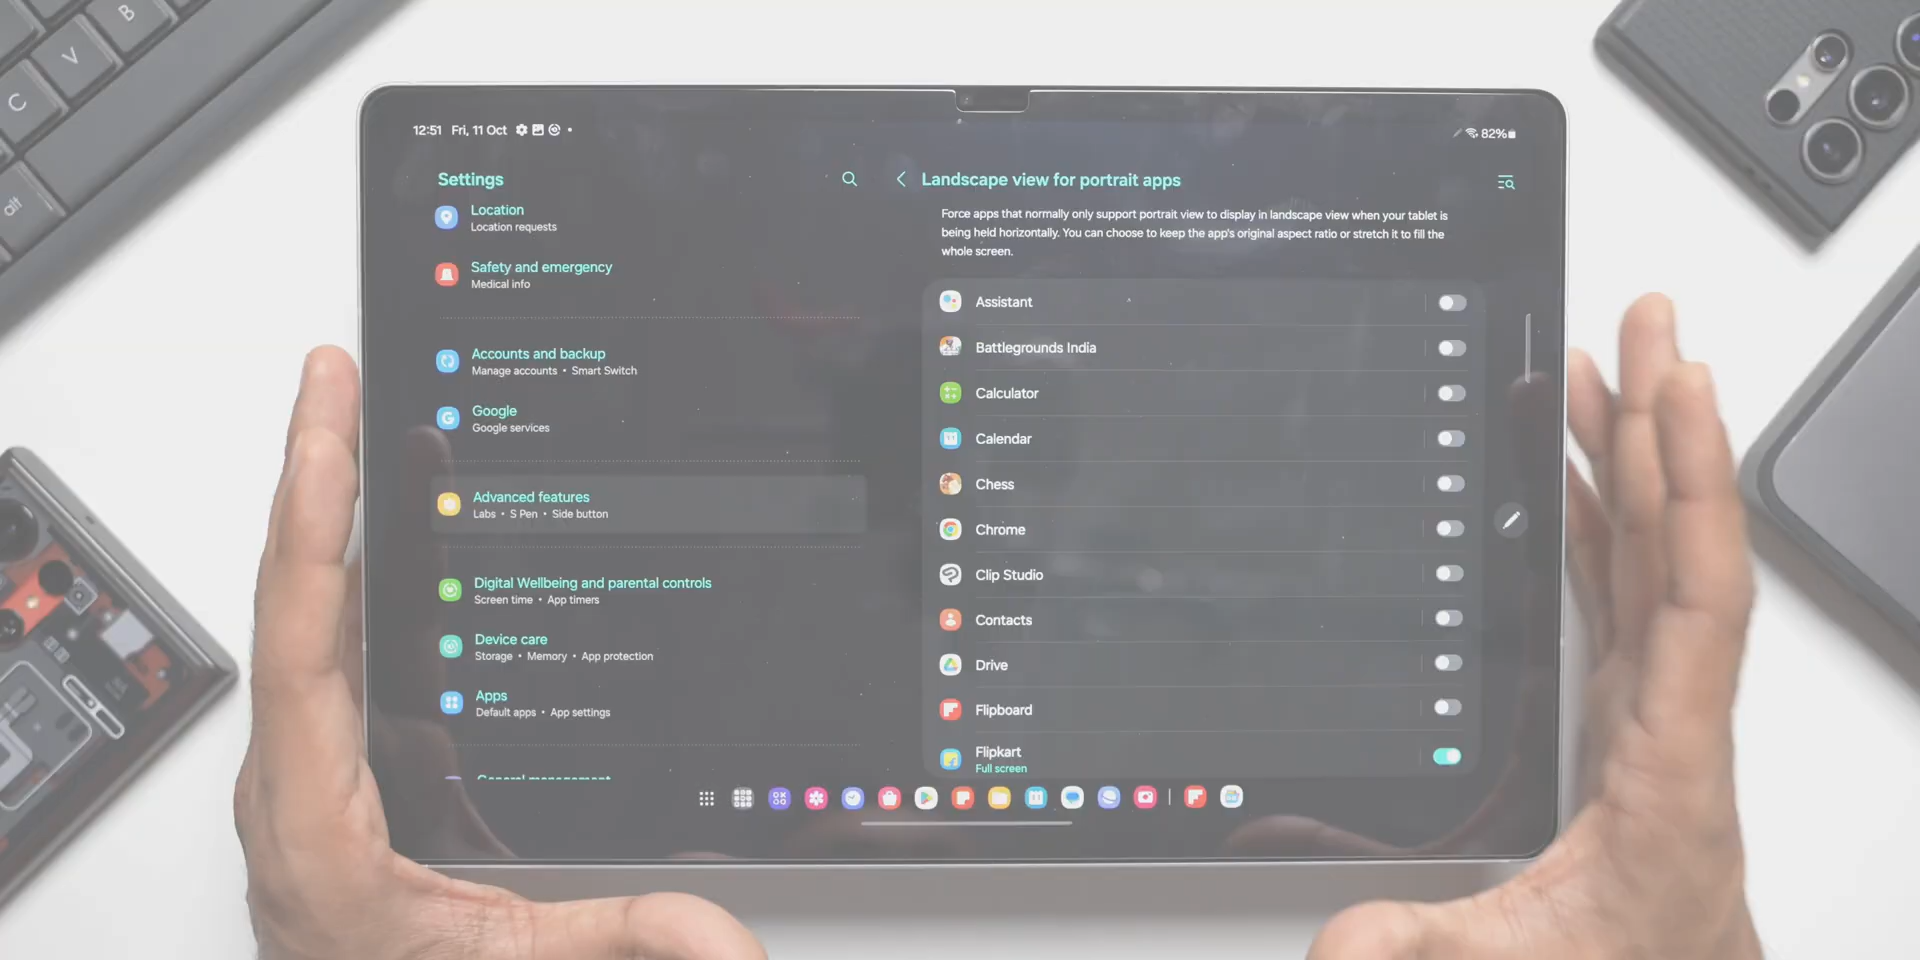 B
V
C
alt
12:51 Fri, 11 Oct
82%
Settings
Location
Location requests
Safety and emergency
Medical info
Accounts and backup
Manage accounts • Smart Switch
Google
Google services
Advanced features
Labs • S Pen • Side button
Digital Wellbeing and parental controls
Screen time • App timers
Device care
Storage • Memory • App protection
Apps
Default apps • App settings
General management
Landscape view for portrait apps
Force apps that normally only support portrait view to display in landscape view when your tablet is
being held horizontally. You can choose to keep the app's original aspect ratio or stretch it to fill the
whole screen.
Assistant
Battlegrounds India
Calculator
Calendar
Chess
Chrome
Clip Studio
Contacts
Drive
Flipboard
Flipkart
Full screen